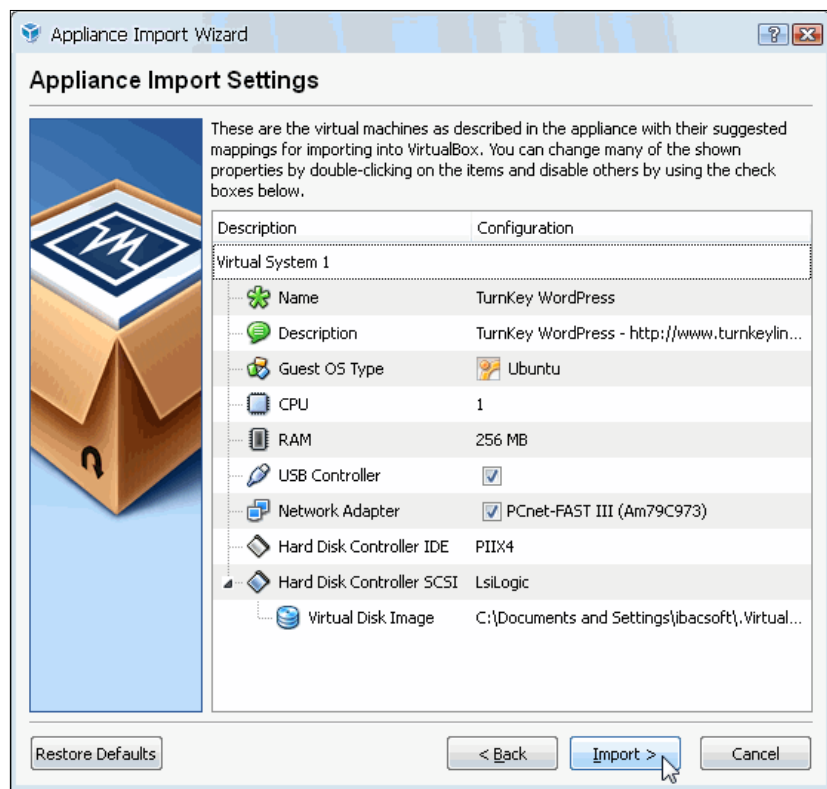 Appliance Import Wizard
Appliance Import Settings
These are the virtual machines as described in the appliance with their suggested
mappings for importing into VirtualBox. You can change many of the shown
properties by double-clicking on the items and disable others by using the check
boxes below.
Description Configuration
Virtual System 1
Name TurnKey WordPress
Description TurnKey WordPress - http://www.turnkeylin...
Guest OS Type Ubuntu
CPU 1
RAM 256 MB
USB Controller
Network Adapter PCnet-FAST III (Am79C973)
Hard Disk Controller IDE PIIX4
Hard Disk Controller SCSI LsiLogic
Virtual Disk Image C:\Documents and Settings\ibacsoft\.Virtual...
Restore Defaults < Back Import > Cancel